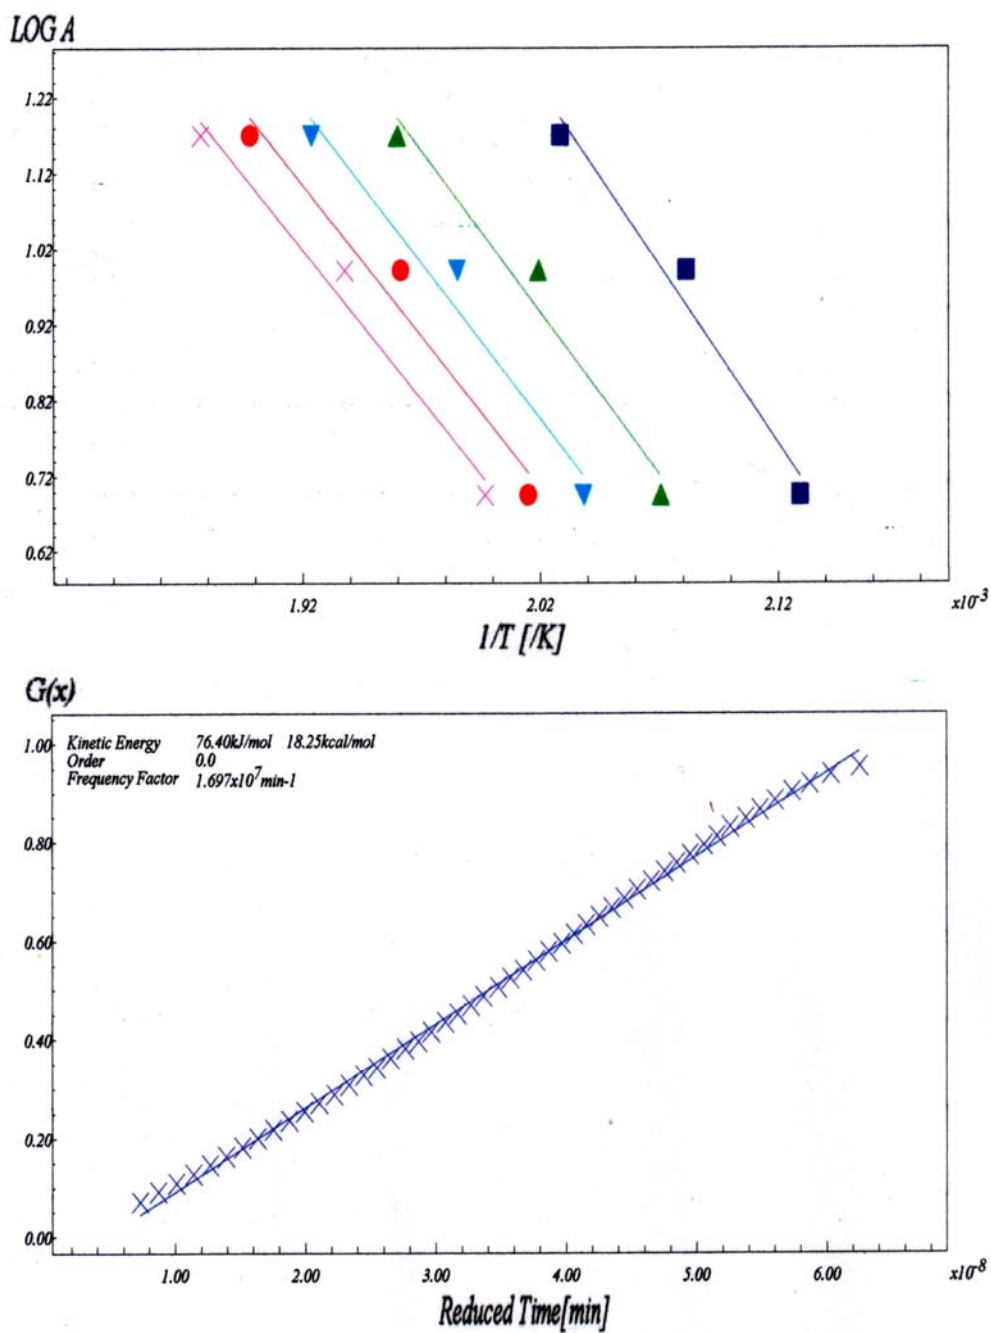 LOG A
1.22
1.12
1.02
0.92
0.82
0.72
0.62
1.92 2.02 2.12 x10-3
1/T [/K]
G(x)
Kinetic Energy 76.40kJ/mol 18.25kcal/mol
Order 0.0
Frequency Factor 1.697x10^7min-1
1.00
0.80
0.60
0.40
0.20
0.00
1.00 2.00 3.00 4.00 5.00 6.00 x10-8
Reduced Time[min]